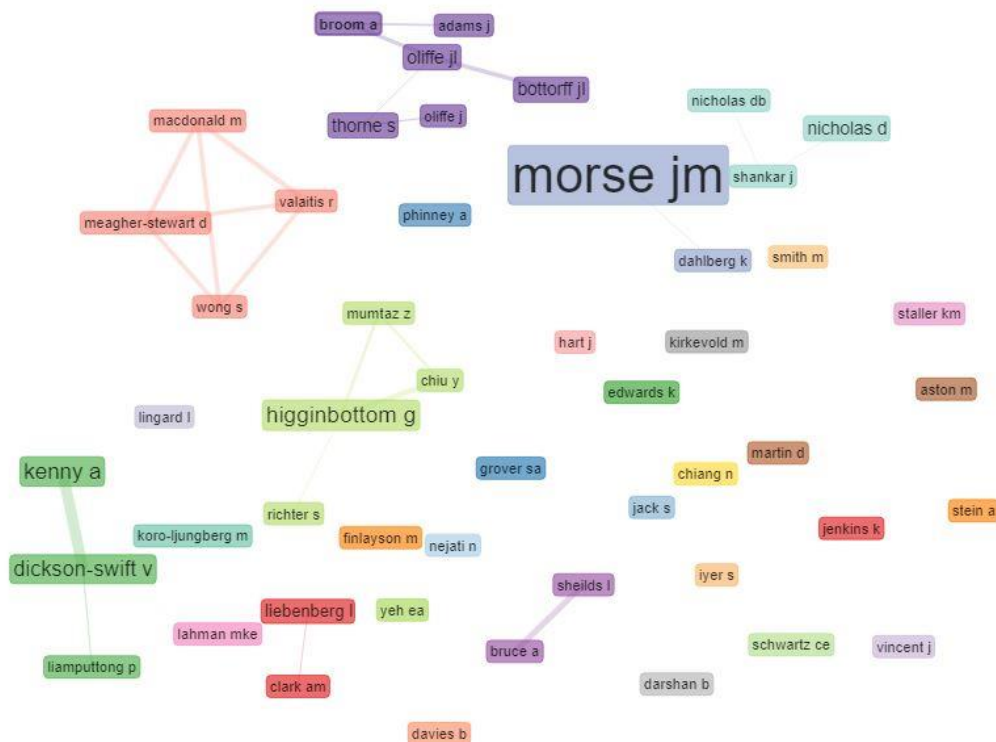 broom a
adams j
oliffe jl
bottorff jl
thorne s
oliffe j
macdonald m
valaitis r
meagher-stewart d
wong s
nicholas db
nicholas d
morse jm
shankar j
phinney a
dahlberg k
smith m
mumtaz z
staller km
hart j
kirkevold m
chiu y
edwards k
aston m
higginbottom g
lingard l
martin d
kenny a
grover sa
chiang n
richter s
jack s
stein a
koro-ljungberg m
finlayson m
nejati n
jenkins k
dickson-swift v
iyer s
sheilds l
liebenberg l
yeh ea
lahman mke
bruce a
schwartz ce
vincent j
liamputtong p
clark am
darshan b
davies b